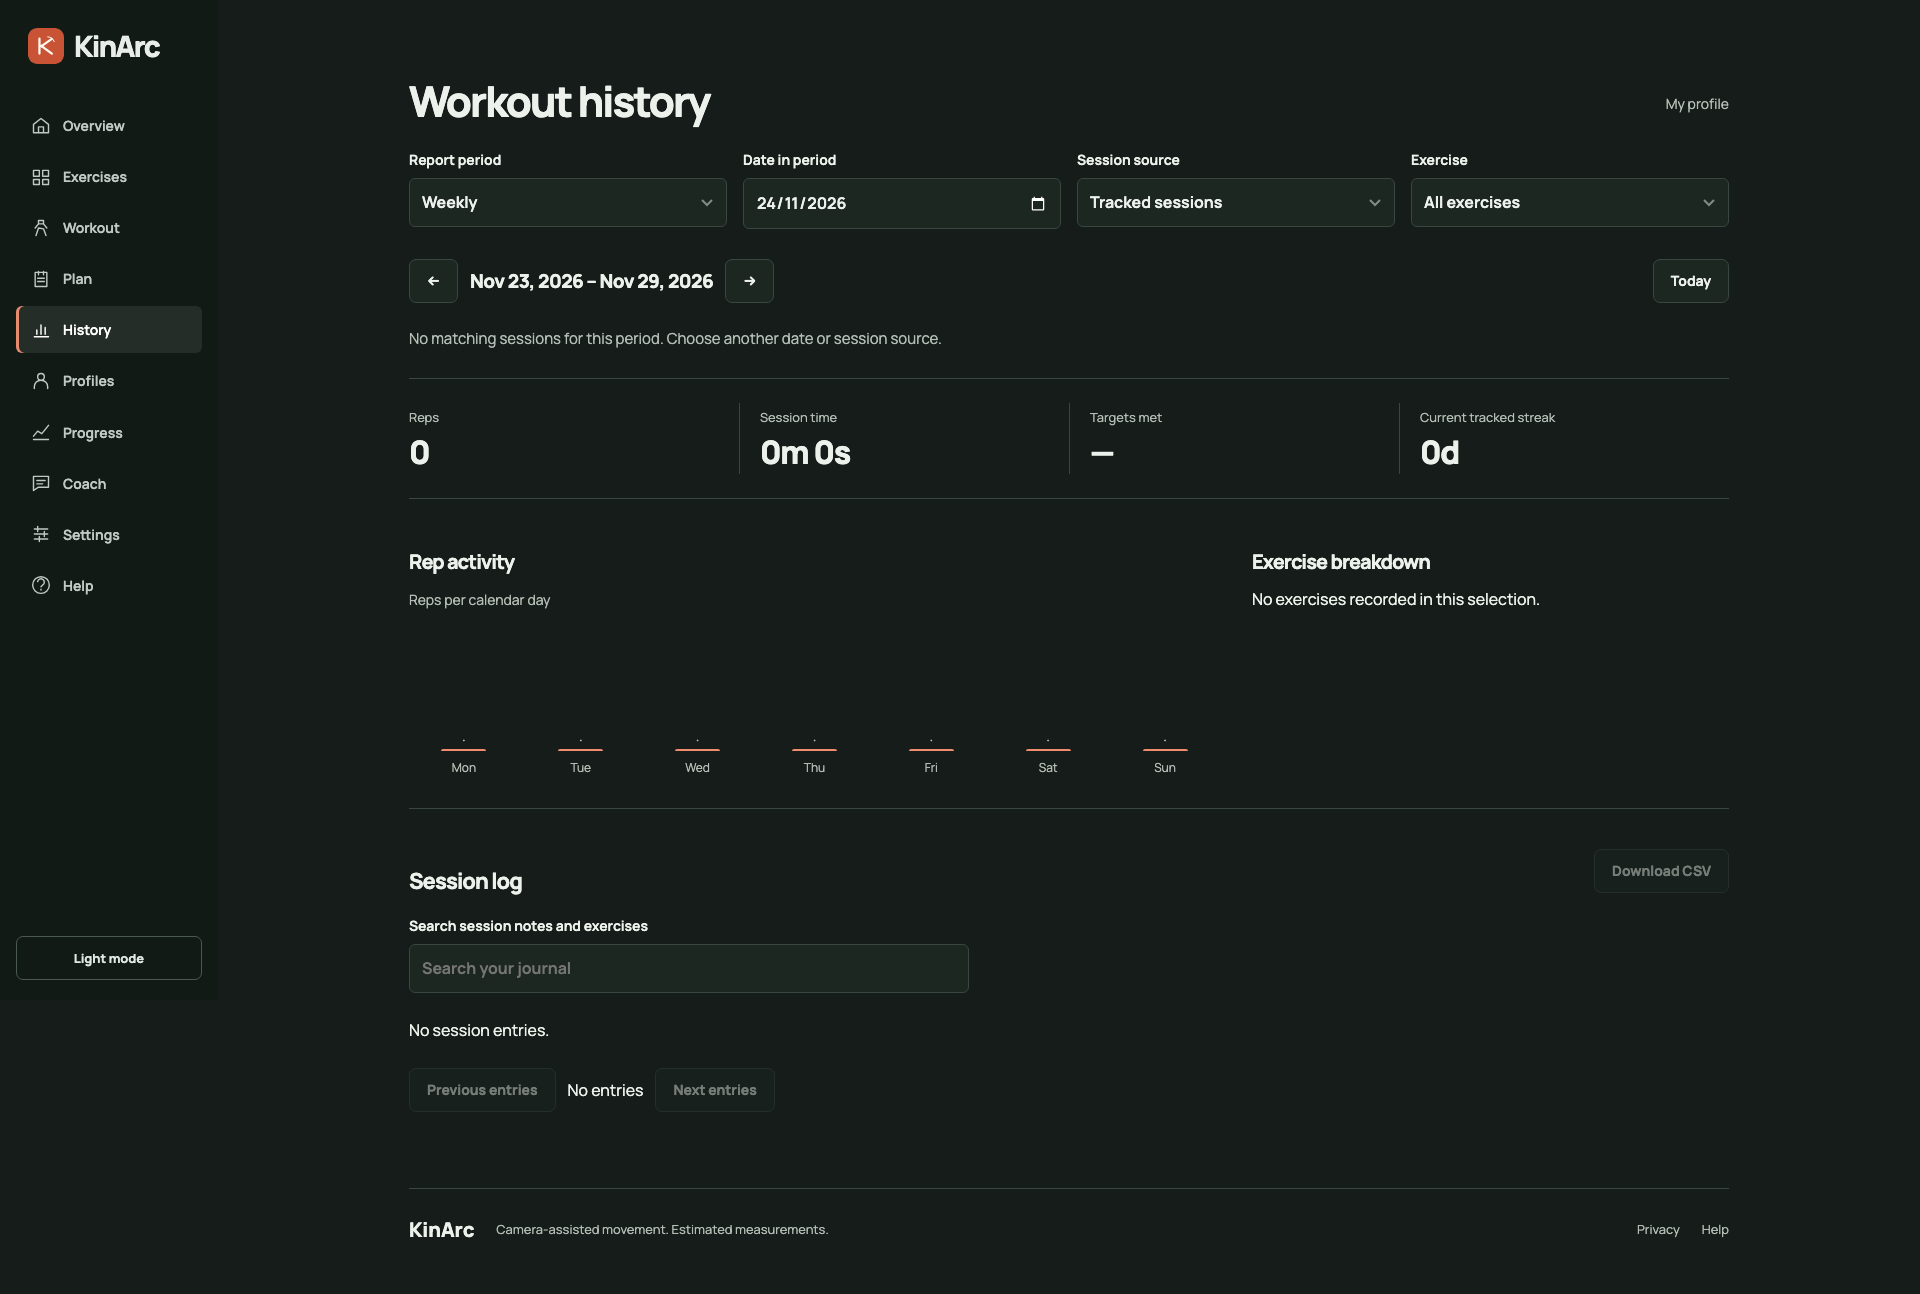 KinArc
Overview
Exercises
Workout
Plan
History
Profiles
Progress
Coach
Settings
Help
Light mode
Workout history
My profile
Report period
Weekly
Date in period
24/11/2026
Session source
Tracked sessions
Exercise
All exercises
Nov 23, 2026 – Nov 29, 2026
Today
No matching sessions for this period. Choose another date or session source.
Reps
0
Session time
0m 0s
Targets met
—
Current tracked streak
0d
Rep activity
Reps per calendar day
Mon Tue Wed Thu Fri Sat Sun
Exercise breakdown
No exercises recorded in this selection.
Session log
Download CSV
Search session notes and exercises
Search your journal
No session entries.
Previous entries No entries Next entries
KinArc Camera-assisted movement. Estimated measurements.
Privacy Help